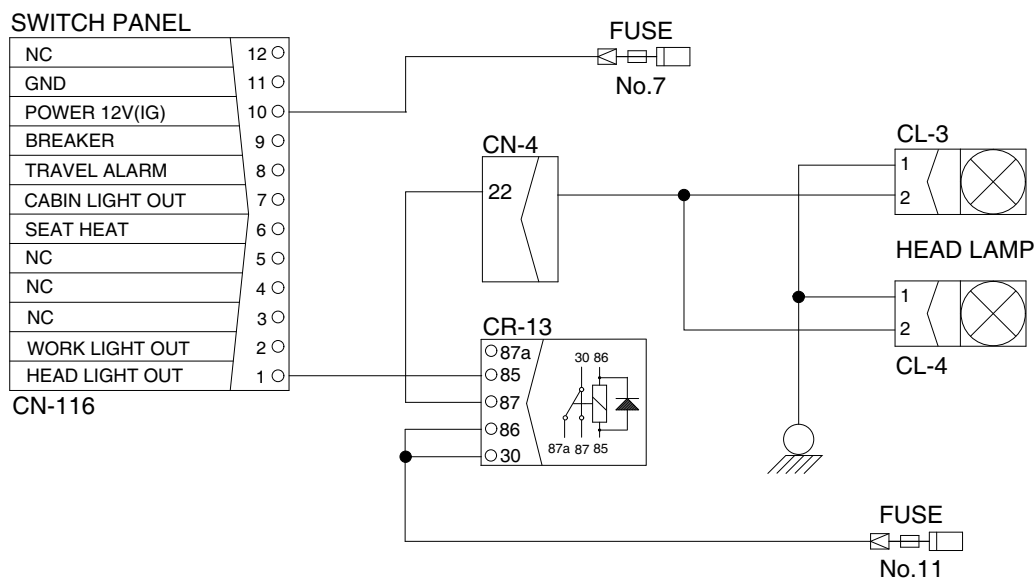 SWITCH PANEL
NC 12
GND 11
POWER 12V(IG) 10
BREAKER 9
TRAVEL ALARM 8
CABIN LIGHT OUT 7
SEAT HEAT 6
NC 5
NC 4
NC 3
WORK LIGHT OUT 2
HEAD LIGHT OUT 1
CN-116
FUSE
No.7
CN-4
22
CR-13
87a
85
87
86
30
30 86
87a 87 85
CL-3
1
2
HEAD LAMP
1
2
CL-4
FUSE
No.11